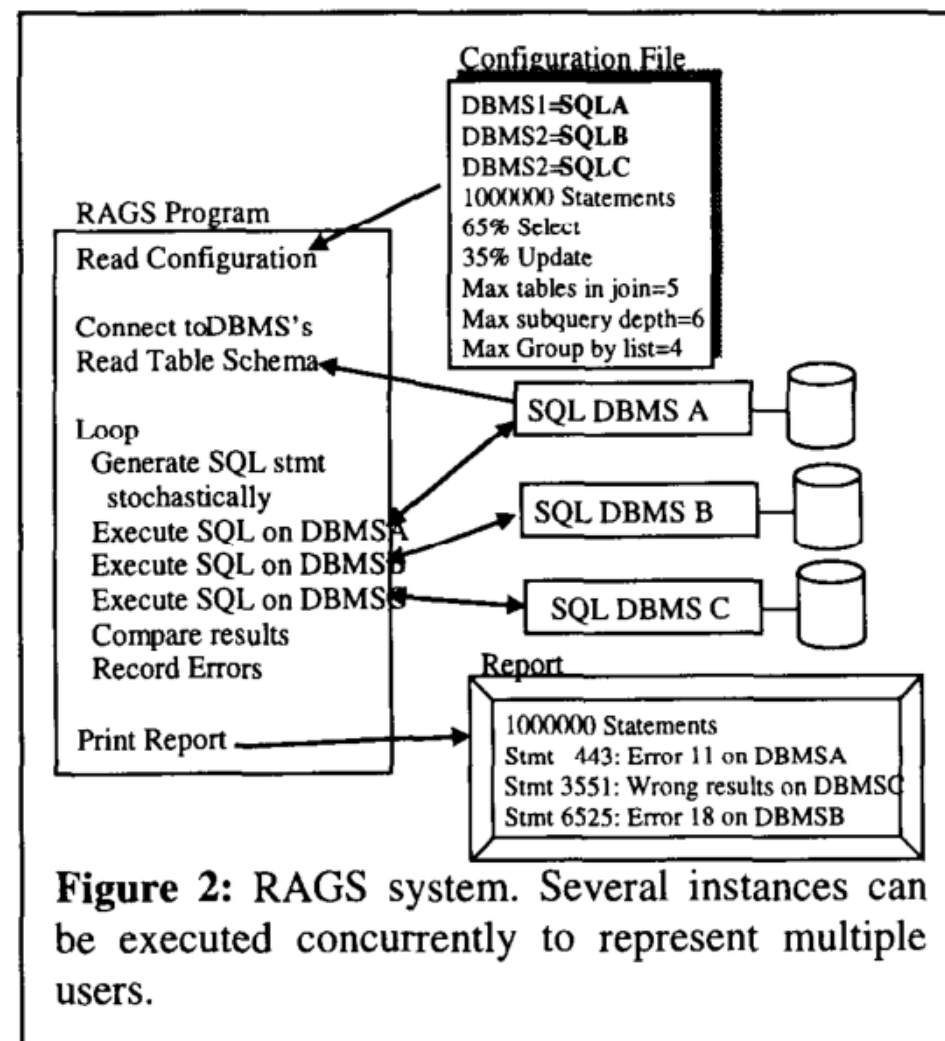 Configuration File
DBMS1=SQLA
DBMS2=SQLB
DBMS2=SQLC
1000000 Statements
65% Select
35% Update
Max tables in join=5
Max subquery depth=6
Max Group by list=4
RAGS Program
Read Configuration
Connect toDBMS's
Read Table Schema
Loop
Generate SQL stmt
stochastically
Execute SQL on DBMSA
Execute SQL on DBMSB
Execute SQL on DBMSC
Compare results
Record Errors
Print Report
SQL DBMS A
SQL DBMS B
SQL DBMS C
Report
1000000 Statements
Stmt 443: Error 11 on DBMSA
Stmt 3551: Wrong results on DBMSC
Stmt 6525: Error 18 on DBMSB
Figure 2: RAGS system. Several instances can
be executed concurrently to represent multiple
users.